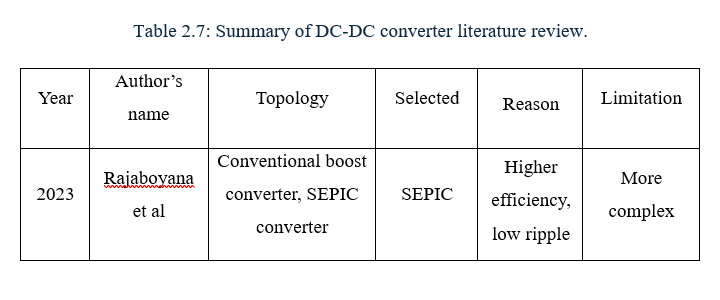 Table 2.7: Summary of DC-DC converter literature review.
Year
Author’s
name
Topology
Selected
Reason
Limitation
2023
Rajaboyana
et al
Conventional boost
converter, SEPIC
converter
SEPIC
Higher
efficiency,
low ripple
More
complex